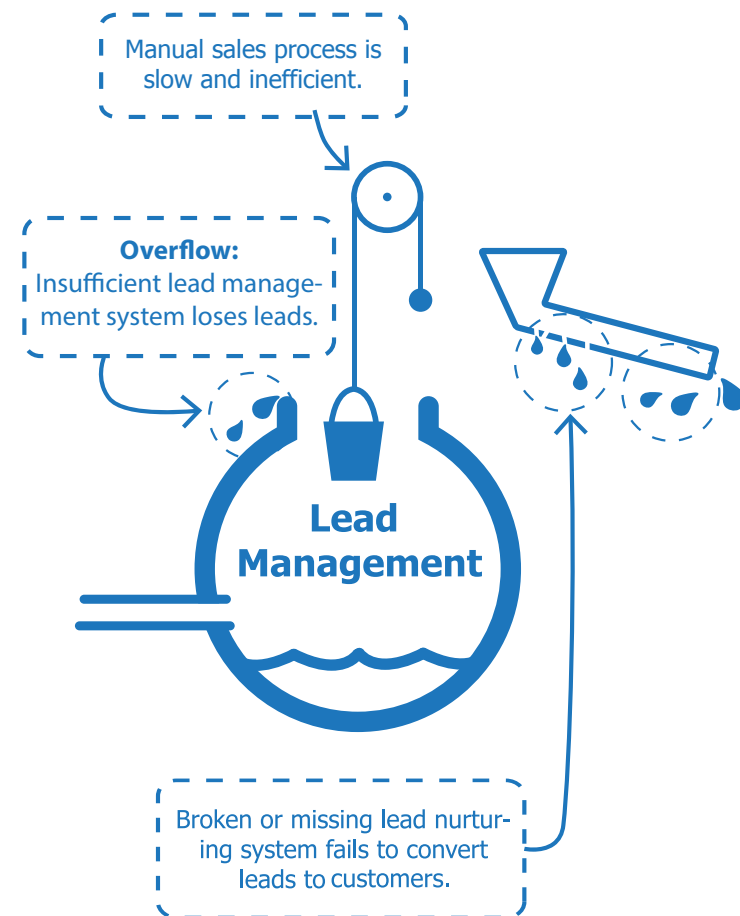 Manual sales process is
slow and inefficient.
Overflow:
Insufficient lead manage-
ment system loses leads.
Lead
Management
Broken or missing lead nurtur-
ing system fails to convert
leads to customers.